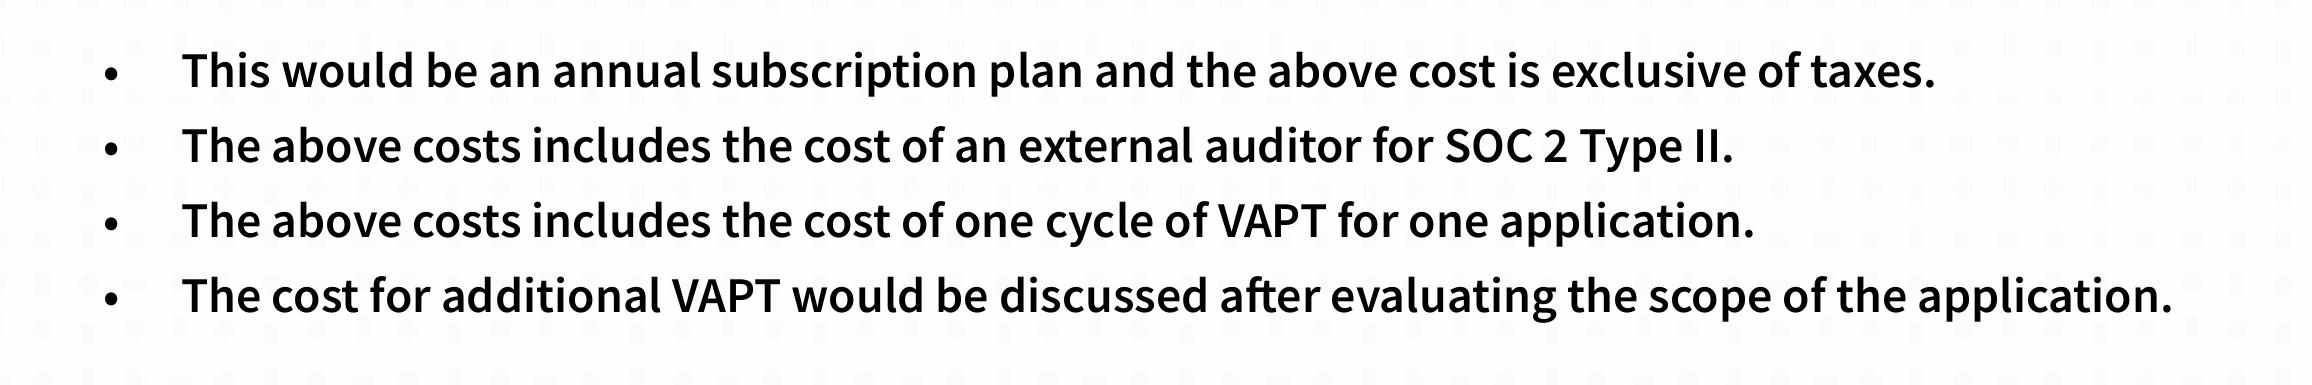 • This would be an annual subscription plan and the above cost is exclusive of taxes.
• The above costs includes the cost of an external auditor for SOC 2 Type II.
• The above costs includes the cost of one cycle of VAPT for one application.
• The cost for additional VAPT would be discussed after evaluating the scope of the application.